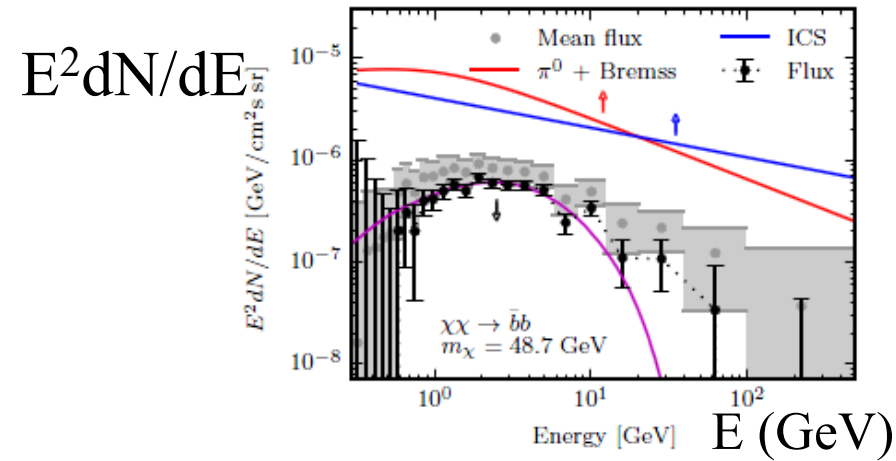 E²dN/dE
E²dN/dE [GeV/cm²s sr]
10⁻⁵
10⁻⁶
10⁻⁷
10⁻⁸
Mean flux
π⁰ + Bremss
ICS
Flux
χχ → b̄b
mχ = 48.7 GeV
10⁰
10¹
10²
Energy [GeV]
E (GeV)